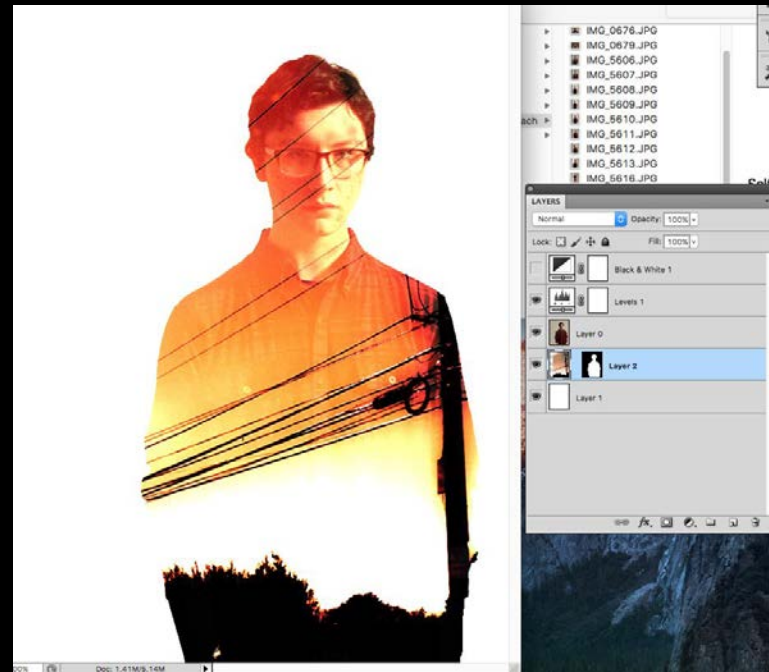 IMG_0676.JPG
IMG_0679.JPG
IMG_5606.JPG
IMG_5607.JPG
IMG_5608.JPG
IMG_5609.JPG
IMG_5610.JPG
ach
IMG_5611.JPG
IMG_5612.JPG
IMG_5613.JPG
IMG_5616.JPG
LAYERS
Normal Opacity: 100%
Lock: Fill: 100%
Black & White 1
Levels 1
Layer 0
Layer 2
Layer 1
fx.
Doc: 1.41M/5.14M